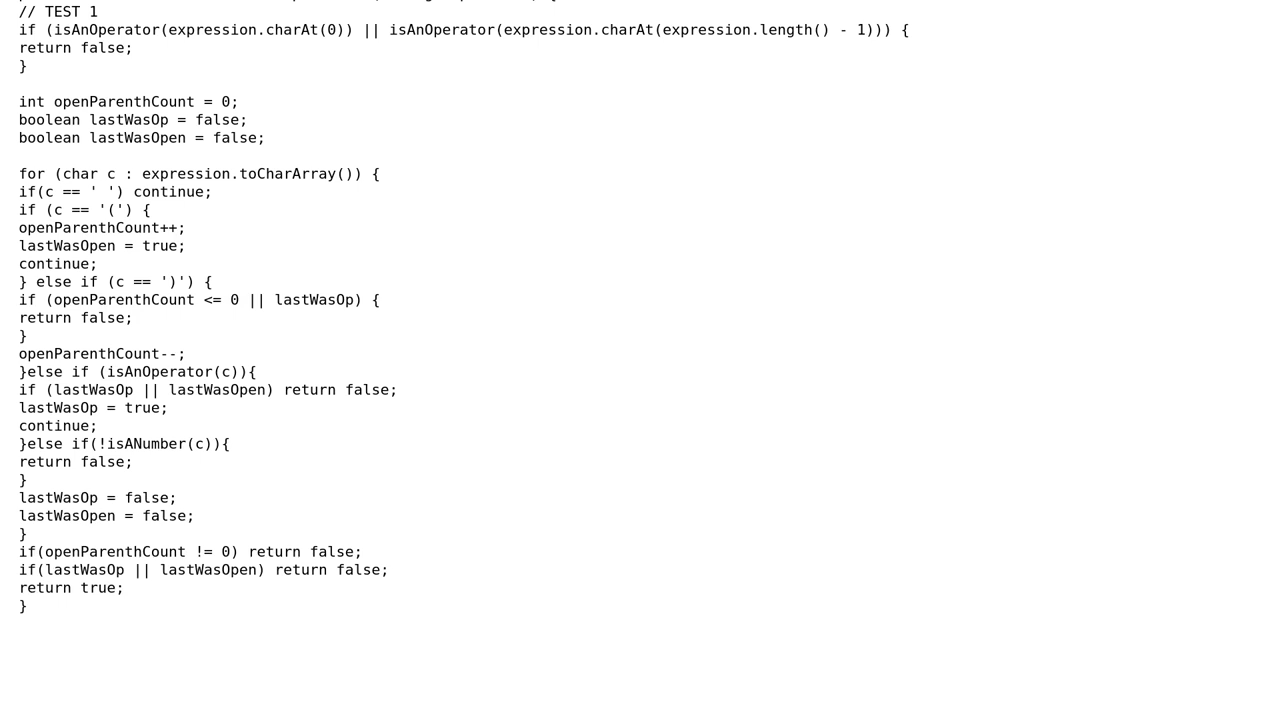 // TEST 1
if (isAnOperator(expression.charAt(0)) || isAnOperator(expression.charAt(expression.length() - 1))) {
return false;
}

int openParenthCount = 0;
boolean lastWasOp = false;
boolean lastWasOpen = false;

for (char c : expression.toCharArray()) {
if(c == ' ') continue;
if (c == '(') {
openParenthCount++;
lastWasOpen = true;
continue;
} else if (c == ')') {
if (openParenthCount <= 0 || lastWasOp) {
return false;
}
openParenthCount--;
}else if (isAnOperator(c)){
if (lastWasOp || lastWasOpen) return false;
lastWasOp = true;
continue;
}else if(!isANumber(c)){
return false;
}
lastWasOp = false;
lastWasOpen = false;
}
if(openParenthCount != 0) return false;
if(lastWasOp || lastWasOpen) return false;
return true;
}